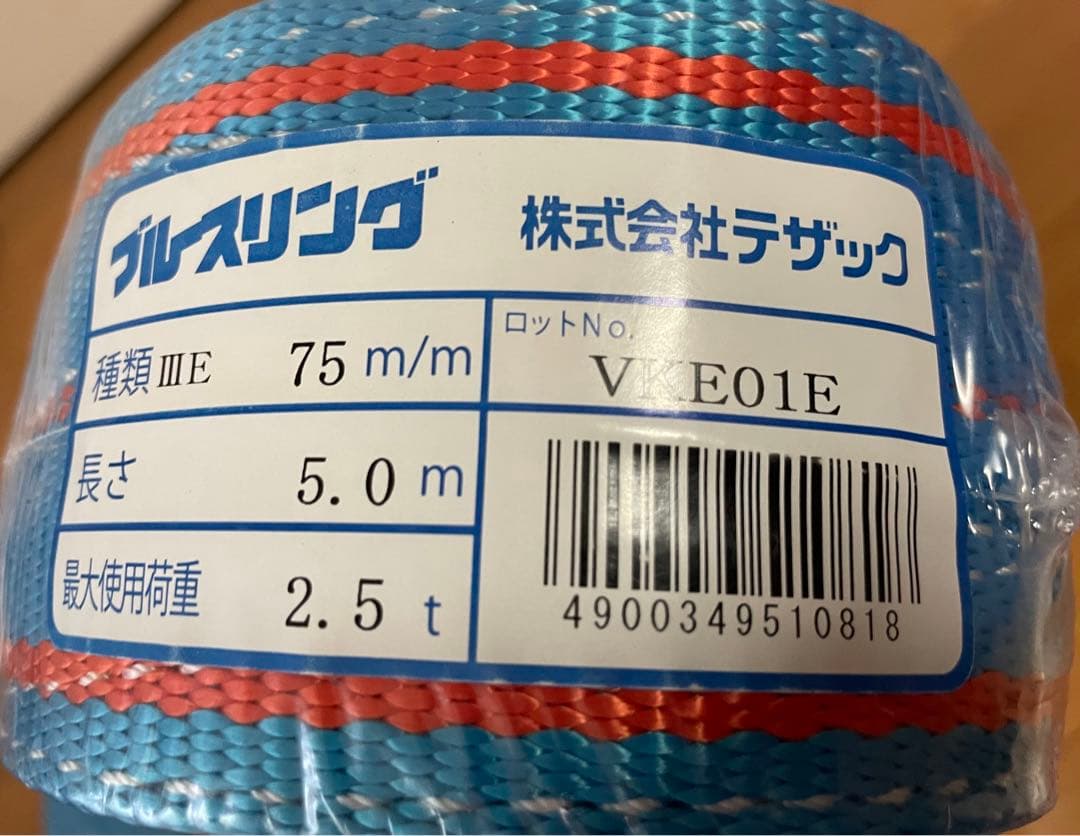 ブルースリング 株式会社テザック
種類ⅢE 75 m/m
ロットNo.
VKE01E
長さ 5.0 m
最大使用荷重 2.5 t
4900349510818